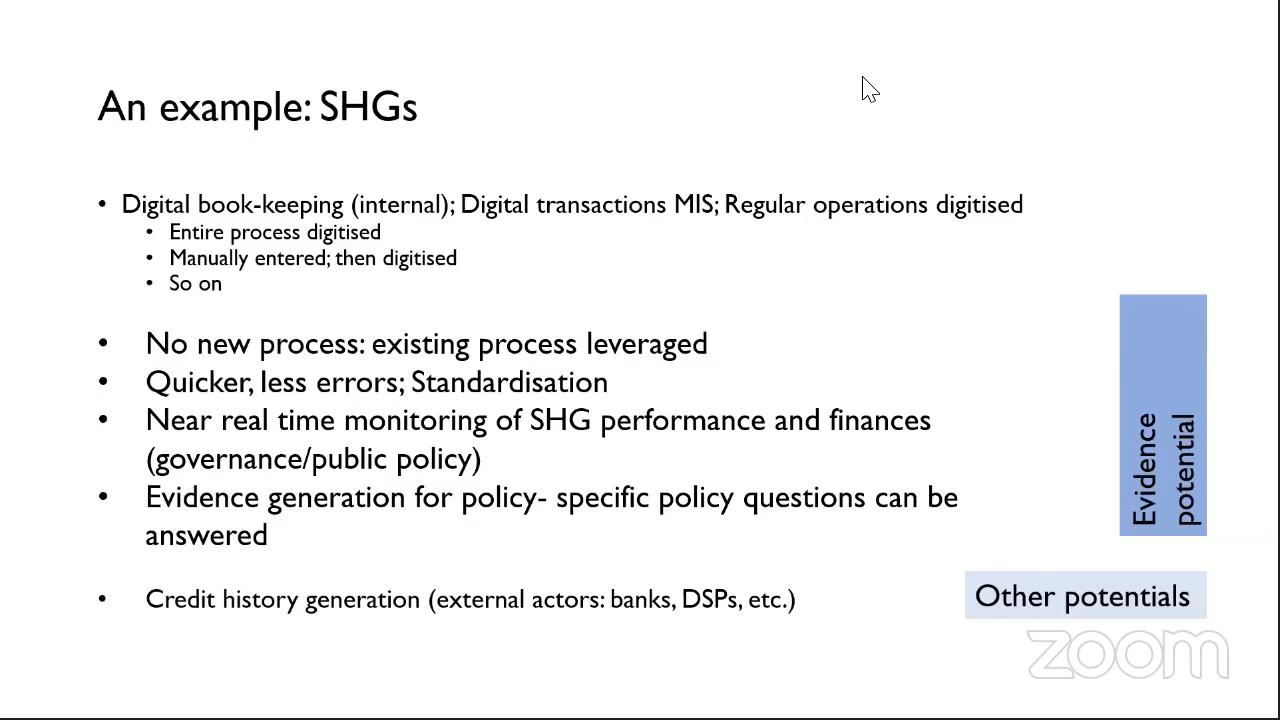 An example: SHGs
• Digital book-keeping (internal); Digital transactions MIS; Regular operations digitised
• Entire process digitised
• Manually entered; then digitised
• So on
• No new process: existing process leveraged
• Quicker, less errors; Standardisation
• Near real time monitoring of SHG performance and finances
(governance/public policy)
• Evidence generation for policy- specific policy questions can be
answered
Evidence
potential
• Credit history generation (external actors: banks, DSPs, etc.)
Other potentials
zoom